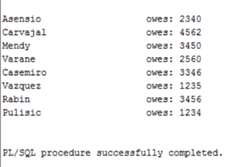 Asensio owes: 2340
Carvajal owes: 4562
Mendy owes: 3450
Varane owes: 2560
Casemiro owes: 3346
Vazquez owes: 1235
Rabin owes: 3456
Pulisic owes: 1234
PL/SQL procedure successfully completed.